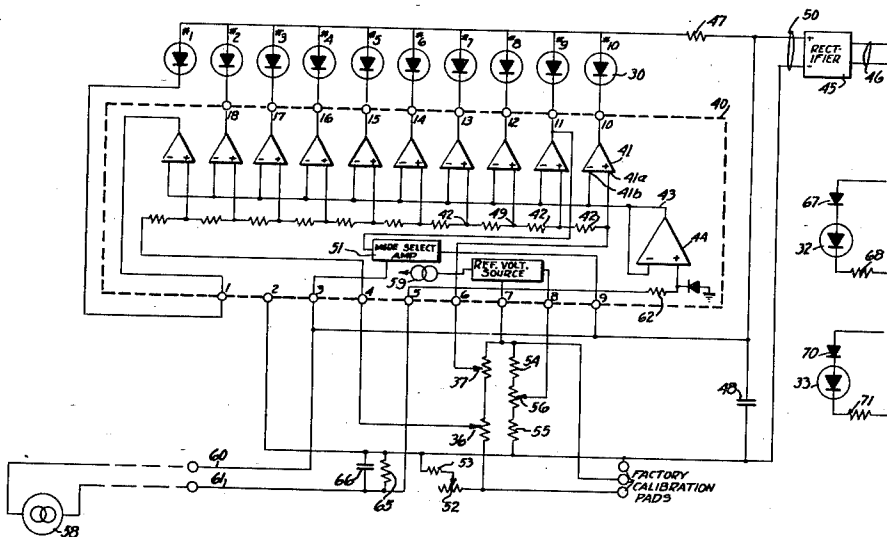 #1 #2 #3 #4 #5 #6 #7 #8 #9 #10
47
50
RECT-
IFIER
45
46
30
40
18 17 16 15 14 13 12 11 10
41
41a
41b
43
44
42 49 42 42
51
MODE SELECT
AMP
59
REF. VOLT.
SOURCE
62
1 2 3 4 5 6 7 8 9
67
32
68
70
33
71
37
54
56
36
55
48
60
61
66
65
53
52
58
FACTORY
CALIBRATION
PADS